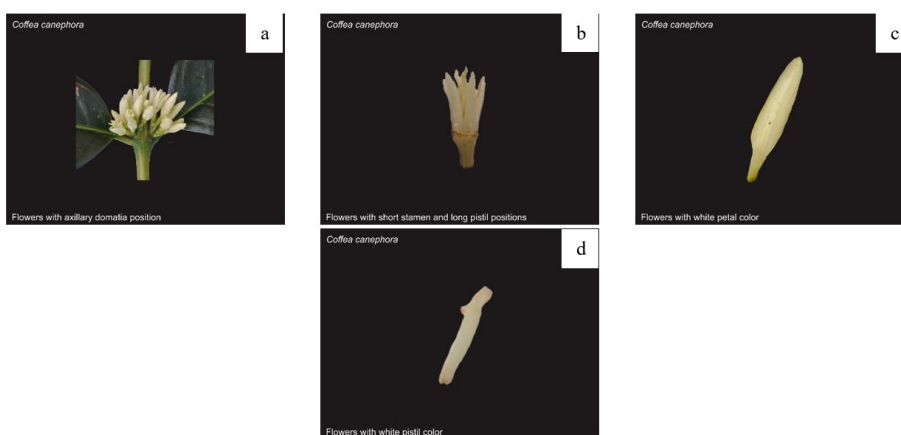 Coffea canephora
a
Flowers with axillary domatia position
Coffea canephora
b
Flowers with short stamen and long pistil positions
Coffea canephora
c
Flowers with white petal color
Coffea canephora
d
Flowers with white pistil color